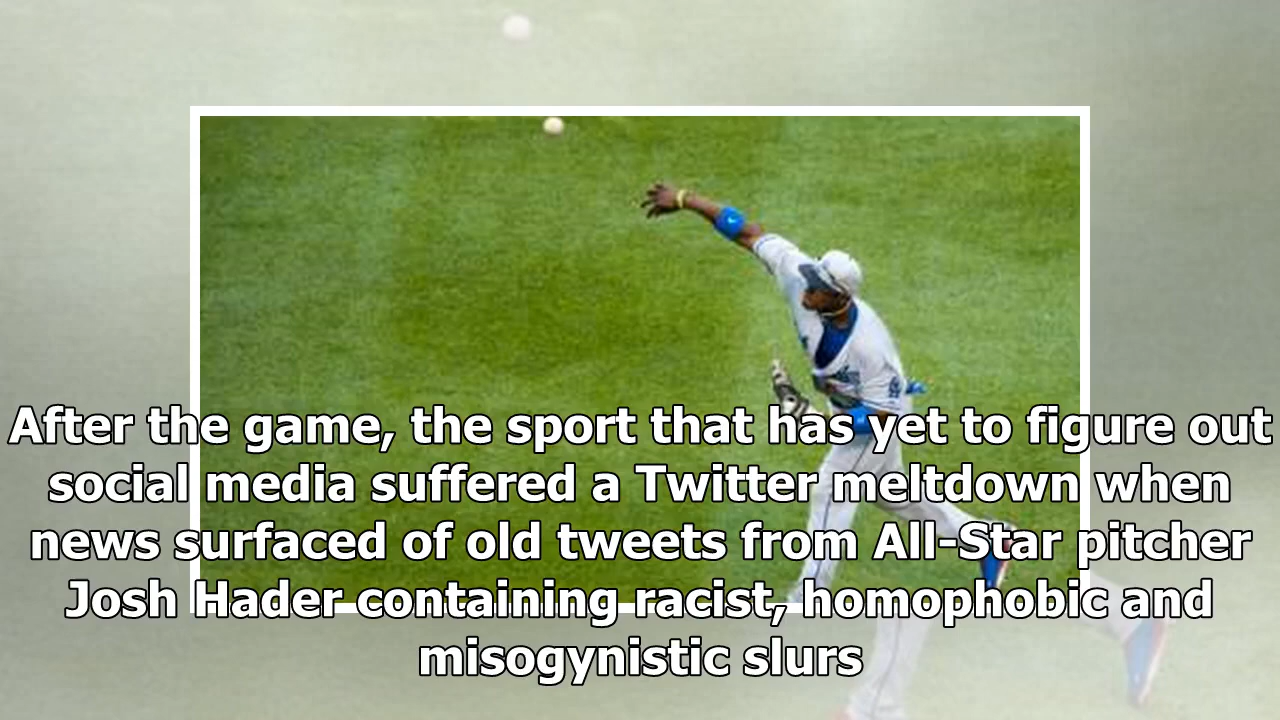 After the game, the sport that has yet to figure out
social media suffered a Twitter meltdown when
news surfaced of old tweets from All-Star pitcher
Josh Hader containing racist, homophobic and
misogynistic slurs